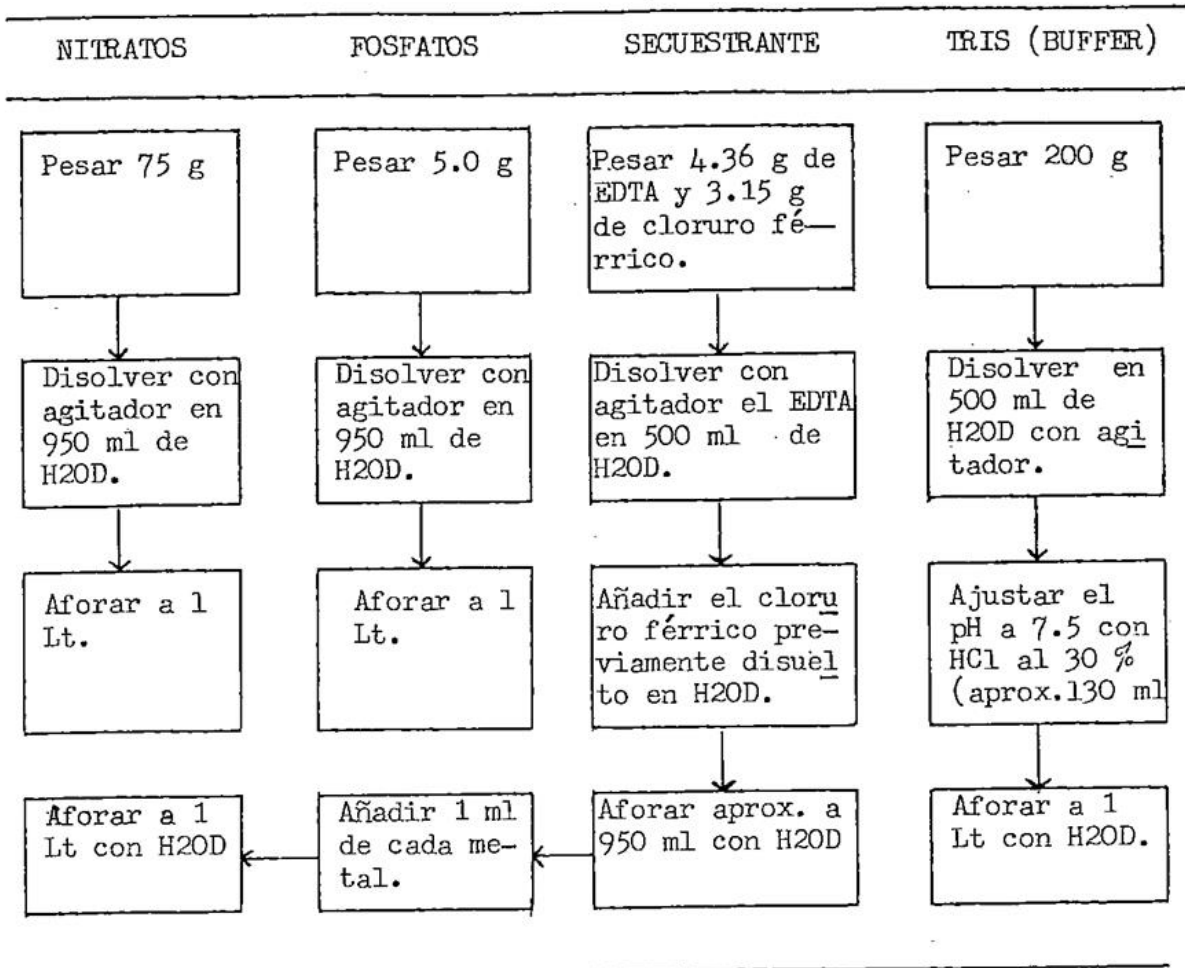 NITRATOS
FOSFATOS
SECUESTRANTE
TRIS (BUFFER)
Pesar 75 g
Pesar 5.0 g
Pesar 4.36 g de
EDTA y 3.15 g
de cloruro fé—
rrico.
Pesar 200 g
Disolver con
agitador en
950 ml de
H2OD.
Disolver con
agitador en
950 ml de
H2OD.
Disolver con
agitador el EDTA
en 500 ml de
H2OD.
Disolver en
500 ml de
H2OD con agi
tador.
Aforar a 1
Lt.
Aforar a 1
Lt.
Añadir el cloru
ro férrico pre-
viamente disuel
to en H2OD.
Ajustar el
pH a 7.5 con
HCl al 30 %
(aprox.130 ml
Aforar a 1
Lt con H2OD
Añadir 1 ml
de cada me-
tal.
Aforar aprox. a
950 ml con H2OD
Aforar a 1
Lt con H2OD.